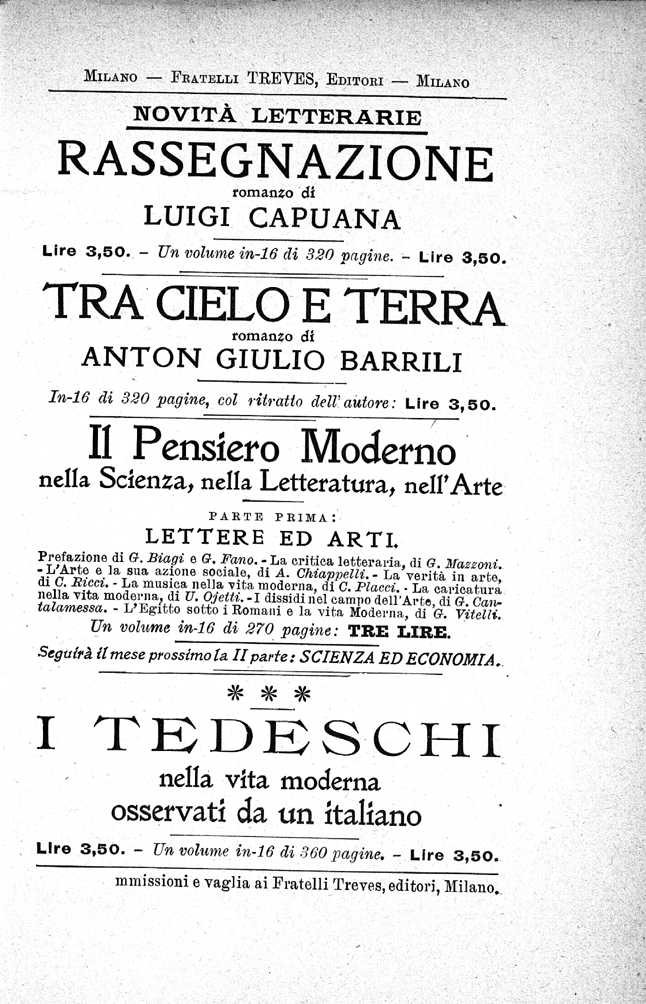 MILANO — FRATELLI TREVES, EDITORI — MILANO
NOVITÀ LETTERARIE
RASSEGNAZIONE
romanzo di
LUIGI CAPUANA
Lire 3,50. – Un volume in-16 di 320 pagine. – Lire 3,50.
TRA CIELO E TERRA
romanzo di
ANTON GIULIO BARRILI
In-16 di 320 pagine, col ritratto dell'autore: Lire 3,50.
Il Pensiero Moderno
nella Scienza, nella Letteratura, nell'Arte
PARTE PRIMA:
LETTERE ED ARTI.
Prefazione di G. Biagi e G. Fano. - La critica letteraria, di G. Mazzoni.
- L'Arte e la sua azione sociale, di A. Chiappelli. - La verità in arte,
di C. Ricci. - La musica nella vita moderna, di C. Placci. - La caricatura
nella vita moderna, di U. Ojetti. - I dissidi nel campo dell'Arte, di G. Can-
talamessa. - L'Egitto sotto i Romani e la vita Moderna, di G. Vitelli.
Un volume in-16 di 270 pagine: TRE LIRE.
Seguirà il mese prossimo la II parte: SCIENZA ED ECONOMIA.
* * *
I TEDESCHI
nella vita moderna
osservati da un italiano
Lire 3,50. – Un volume in-16 di 360 pagine. – Lire 3,50.
mmissioni e vaglia ai Fratelli Treves, editori, Milano.